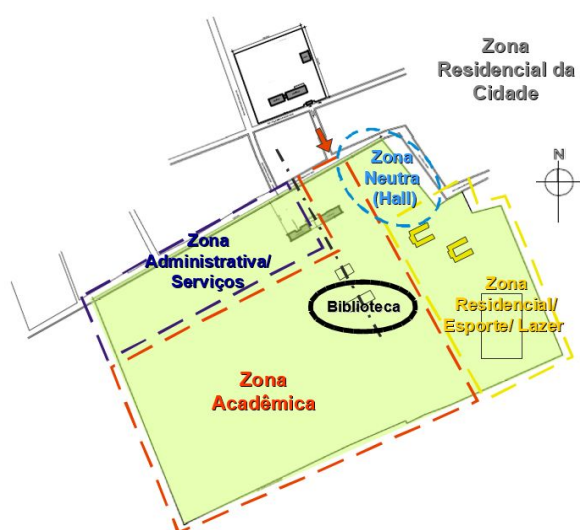 Zona
Residencial da
Cidade
Zona
Neutra
(Hall)
N
Zona
Administrativa/
Serviços
Zona
Residencial/
Esporte/ Lazer
Biblioteca
Zona
Acadêmica